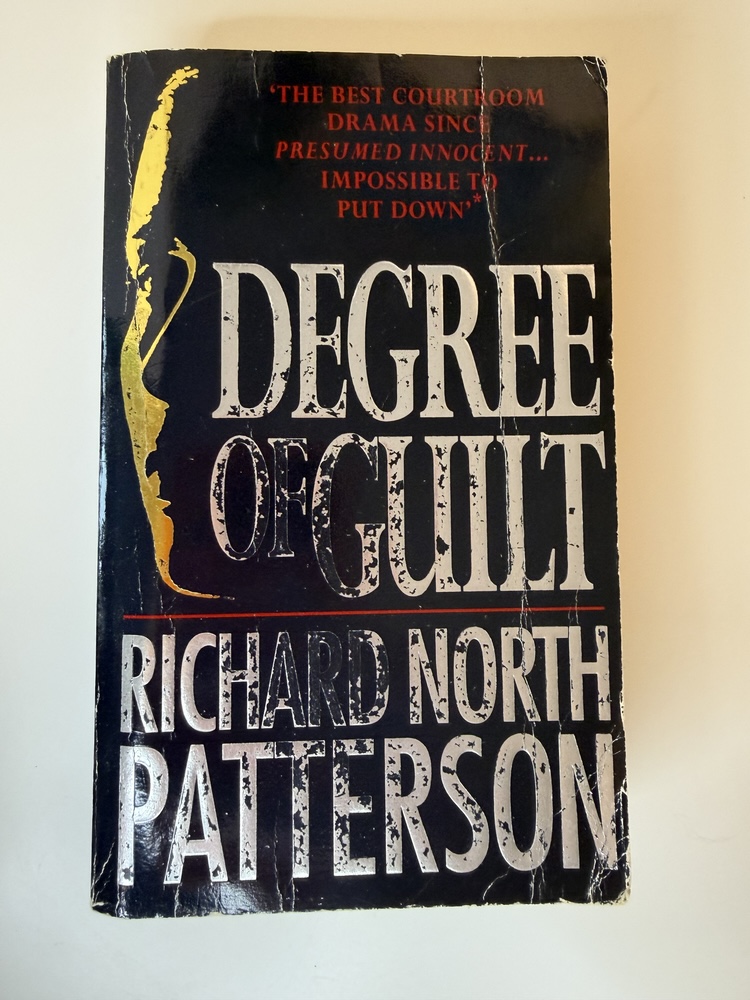 'THE BEST COURTROOM
DRAMA SINCE
PRESUMED INNOCENT...
IMPOSSIBLE TO
PUT DOWN'*
DEGREE
OF GUILT
RICHARD NORTH
PATTERSON